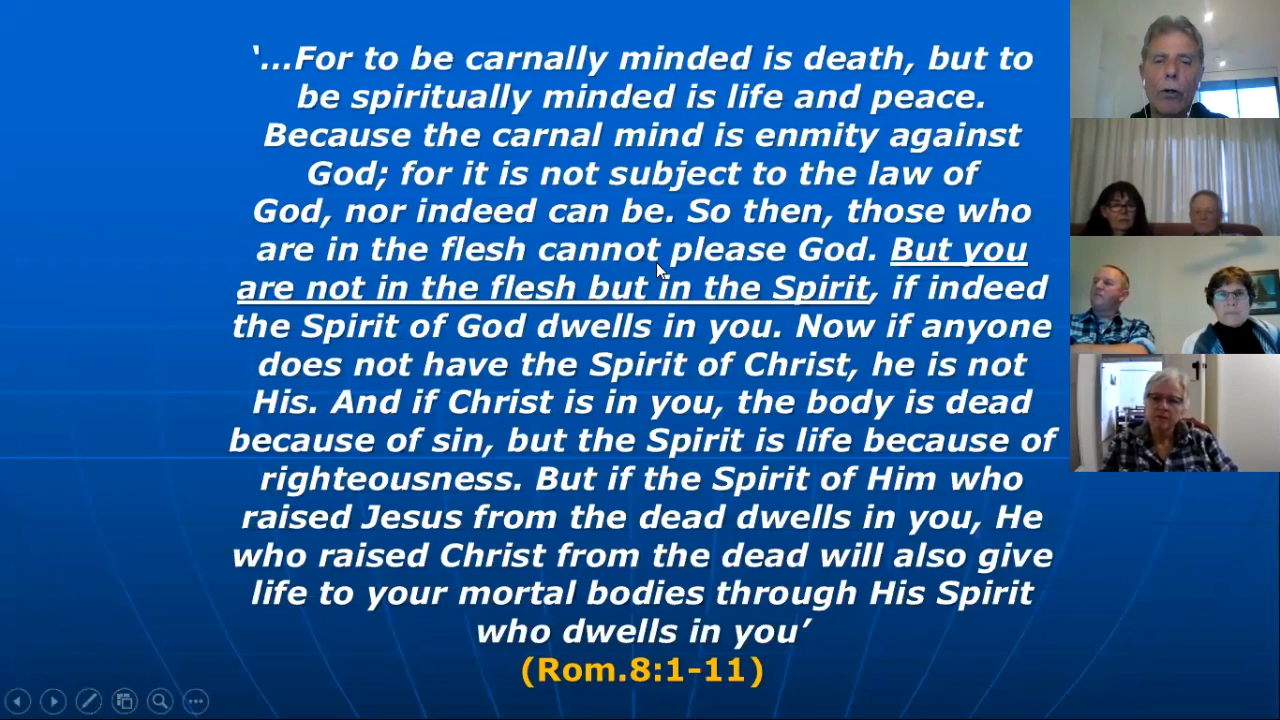 ‘...For to be carnally minded is death, but to
be spiritually minded is life and peace.
Because the carnal mind is enmity against
God; for it is not subject to the law of
God, nor indeed can be. So then, those who
are in the flesh cannot please God. But you
are not in the flesh but in the Spirit, if indeed
the Spirit of God dwells in you. Now if anyone
does not have the Spirit of Christ, he is not
His. And if Christ is in you, the body is dead
because of sin, but the Spirit is life because of
righteousness. But if the Spirit of Him who
raised Jesus from the dead dwells in you, He
who raised Christ from the dead will also give
life to your mortal bodies through His Spirit
who dwells in you’
(Rom.8:1-11)